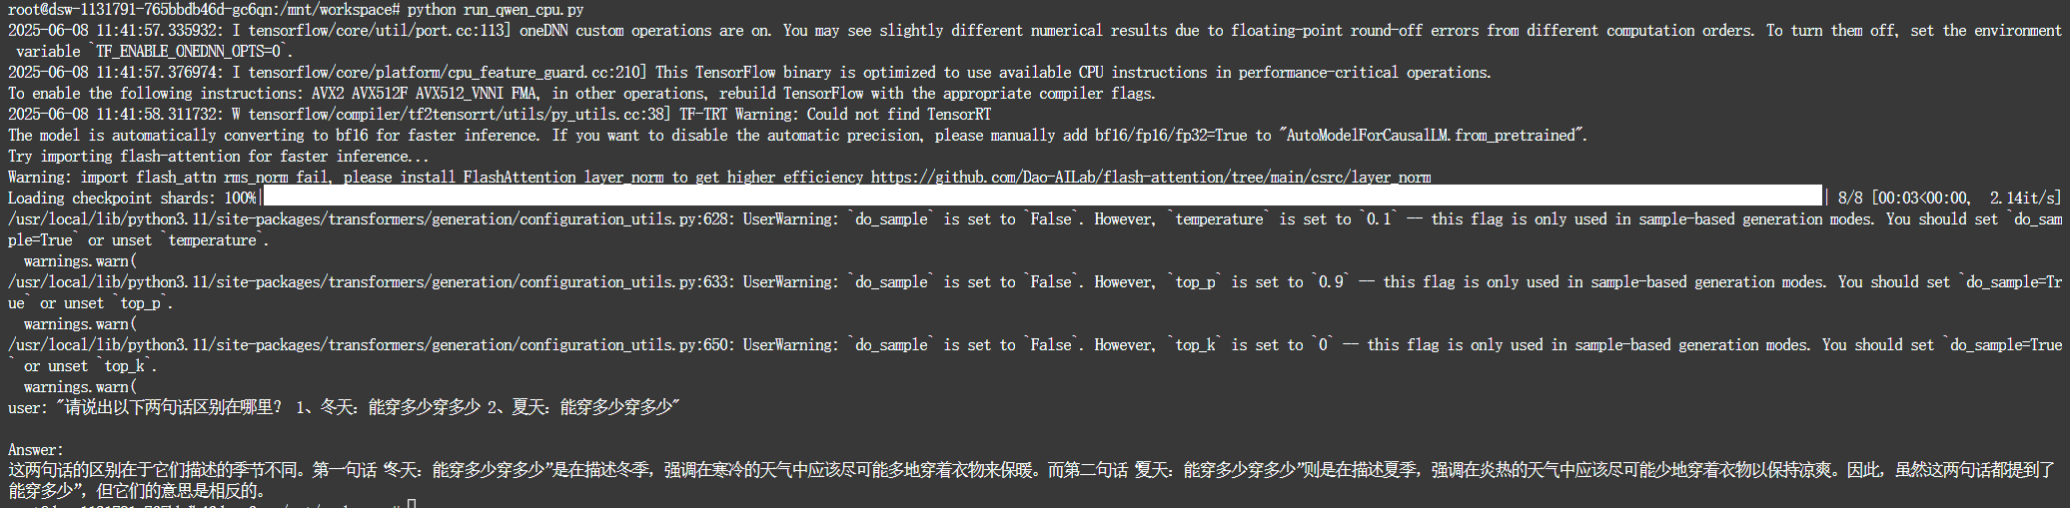 root@dsw-1131791-765bbdb46d-gc6qn:/mnt/workspace# python run_qwen_cpu.py
2025-06-08 11:41:57.335932: I tensorflow/core/util/port.cc:113] oneDNN custom operations are on. You may see slightly different numerical results due to floating-point round-off errors from different computation orders. To turn them off, set the environment
 variable `TF_ENABLE_ONEDNN_OPTS=0`.
2025-06-08 11:41:57.376974: I tensorflow/core/platform/cpu_feature_guard.cc:210] This TensorFlow binary is optimized to use available CPU instructions in performance-critical operations.
To enable the following instructions: AVX2 AVX512F AVX512_VNNI FMA, in other operations, rebuild TensorFlow with the appropriate compiler flags.
2025-06-08 11:41:58.311732: W tensorflow/compiler/tf2tensorrt/utils/py_utils.cc:38] TF-TRT Warning: Could not find TensorRT
The model is automatically converting to bf16 for faster inference. If you want to disable the automatic precision, please manually add bf16/fp16/fp32=True to "AutoModelForCausalLM.from_pretrained".
Try importing flash-attention for faster inference...
Warning: import flash_attn rms_norm fail, please install FlashAttention layer_norm to get higher efficiency https://github.com/Dao-AILab/flash-attention/tree/main/csrc/layer_norm
Loading checkpoint shards: 100%| | 8/8 [00:03<00:00, 2.14it/s]
/usr/local/lib/python3.11/site-packages/transformers/generation/configuration_utils.py:628: UserWarning: `do_sample` is set to `False`. However, `temperature` is set to `0.1` -- this flag is only used in sample-based generation modes. You should set `do_sam
ple=True` or unset `temperature`.
  warnings.warn(
/usr/local/lib/python3.11/site-packages/transformers/generation/configuration_utils.py:633: UserWarning: `do_sample` is set to `False`. However, `top_p` is set to `0.9` -- this flag is only used in sample-based generation modes. You should set `do_sample=Tr
ue` or unset `top_p`.
  warnings.warn(
/usr/local/lib/python3.11/site-packages/transformers/generation/configuration_utils.py:650: UserWarning: `do_sample` is set to `False`. However, `top_k` is set to `0` -- this flag is only used in sample-based generation modes. You should set `do_sample=True
` or unset `top_k`.
  warnings.warn(
user: "请说出以下两句话区别在哪里？ 1、冬天：能穿多少穿多少 2、夏天：能穿多少穿多少"
Answer:
这两句话的区别在于它们描述的季节不同。第一句话“冬天：能穿多少穿多少”是在描述冬季，强调在寒冷的天气中应该尽可能多地穿着衣物来保暖。而第二句话“夏天：能穿多少穿多少”则是在描述夏季，强调在炎热的天气中应该尽可能少地穿着衣物以保持凉爽。因此，虽然这两句话都提到了
能穿多少”，但它们的意思是相反的。